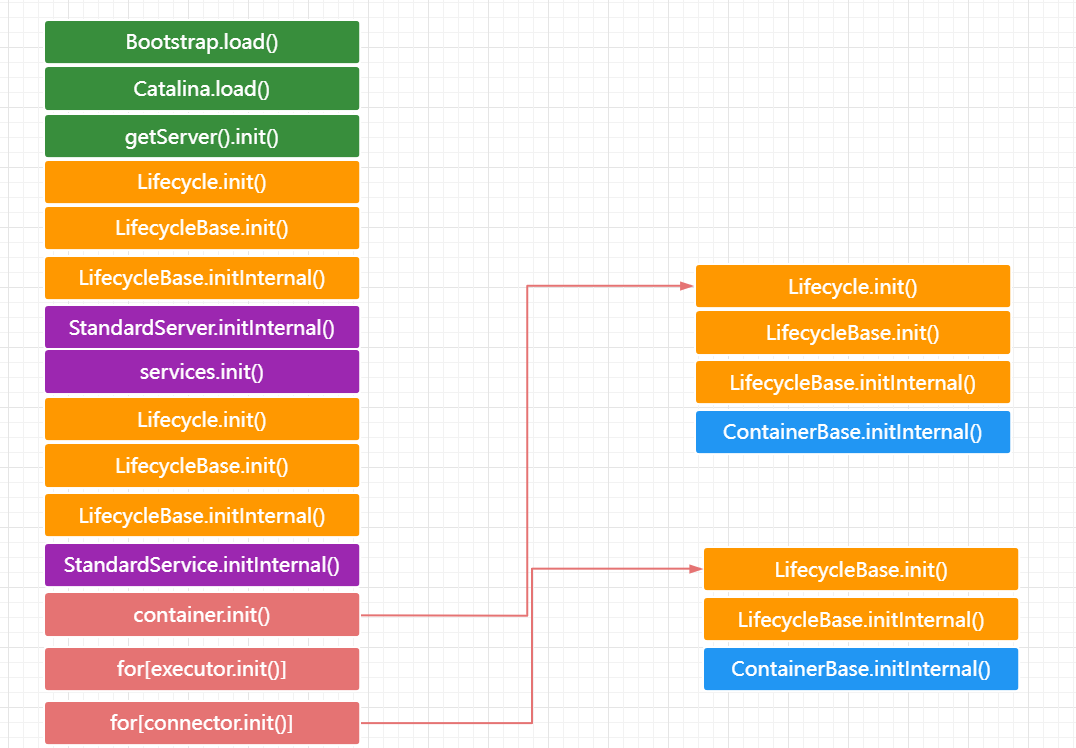 Bootstrap.load()
Catalina.load()
getServer().init()
Lifecycle.init()
LifecycleBase.init()
LifecycleBase.initInternal()
StandardServer.initInternal()
services.init()
Lifecycle.init()
LifecycleBase.init()
LifecycleBase.initInternal()
StandardService.initInternal()
container.init()
for[executor.init()]
for[connector.init()]
Lifecycle.init()
LifecycleBase.init()
LifecycleBase.initInternal()
ContainerBase.initInternal()
LifecycleBase.init()
LifecycleBase.initInternal()
ContainerBase.initInternal()